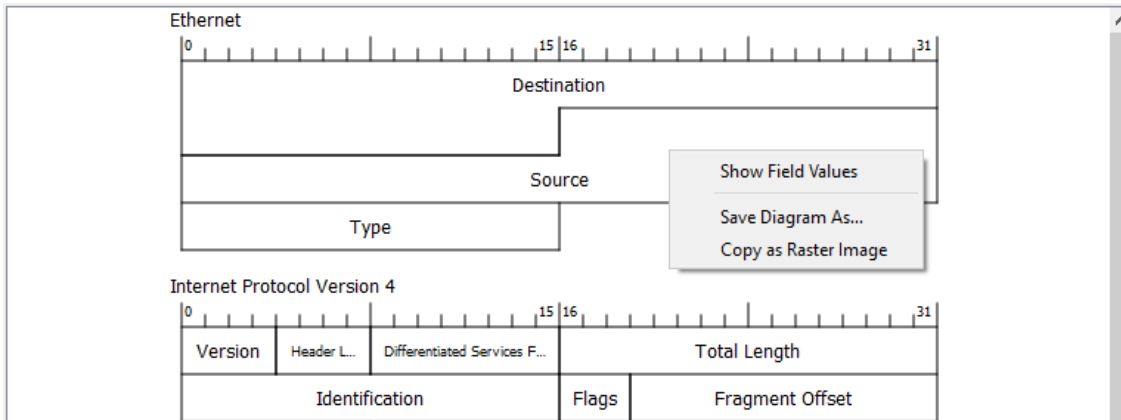 Ethernet
0 15 16 31
Destination
Show Field Values
Source
Save Diagram As...
Type
Copy as Raster Image
Internet Protocol Version 4
0 15 16 31
Version Header L... Differentiated Services F... Total Length
Identification Flags Fragment Offset